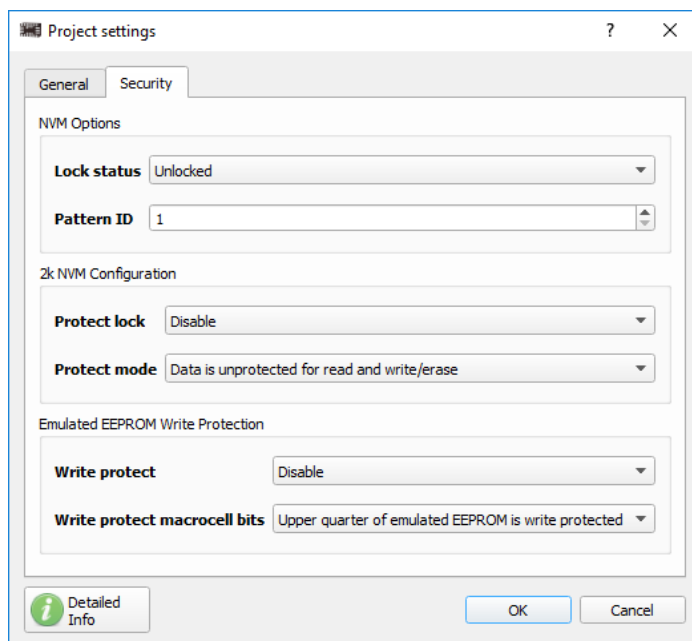 Project settings ? X
General Security
NVM Options
Lock status Unlocked
Pattern ID 1
2k NVM Configuration
Protect lock Disable
Protect mode Data is unprotected for read and write/erase
Emulated EEPROM Write Protection
Write protect Disable
Write protect macrocell bits Upper quarter of emulated EEPROM is write protected
i Detailed
Info
OK Cancel